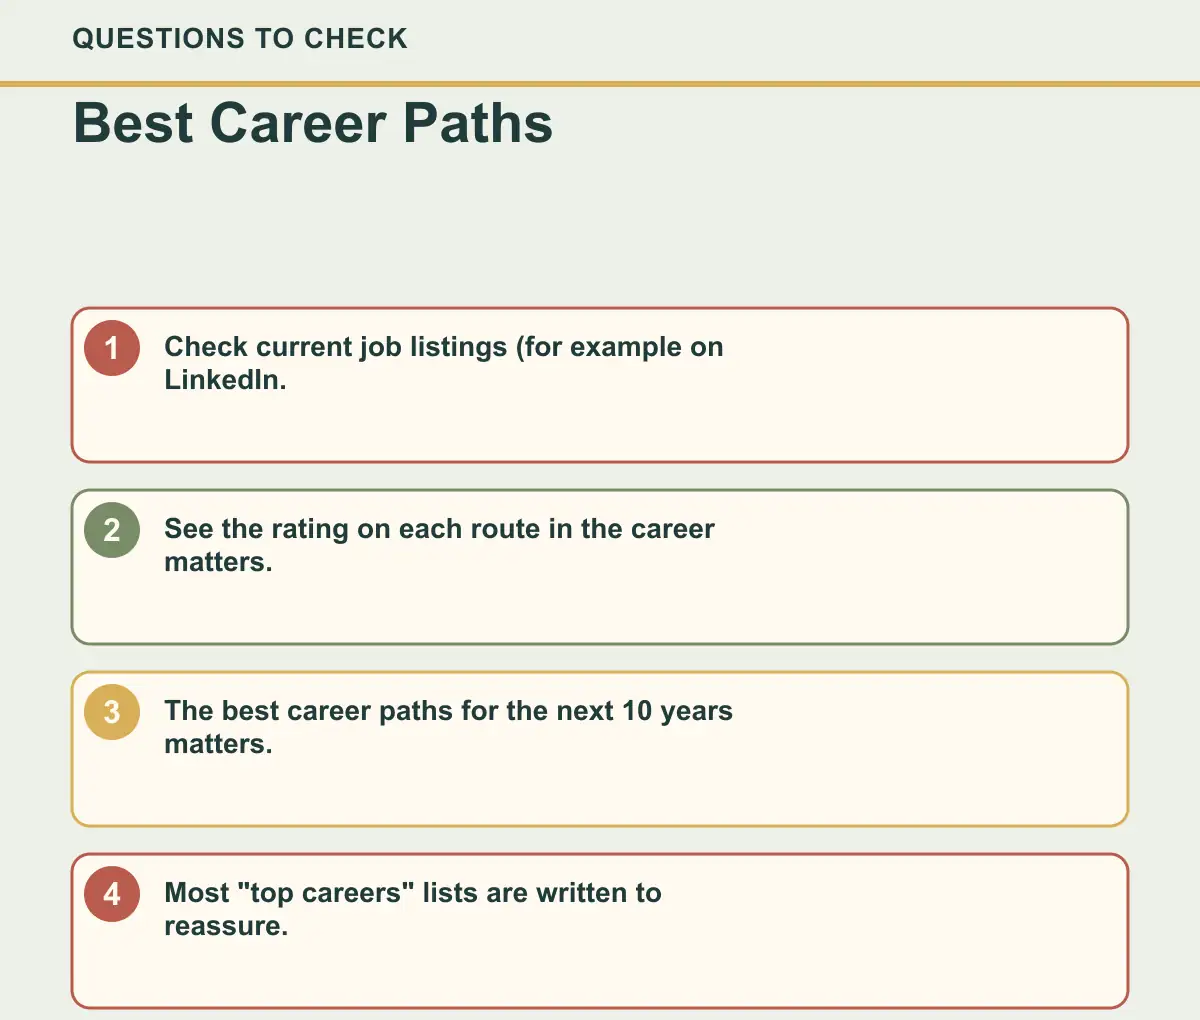 QUESTIONS TO CHECK
Best Career Paths
1
Check current job listings (for example on
LinkedIn.
2
See the rating on each route in the career
matters.
3
The best career paths for the next 10 years
matters.
4
Most "top careers" lists are written to
reassure.